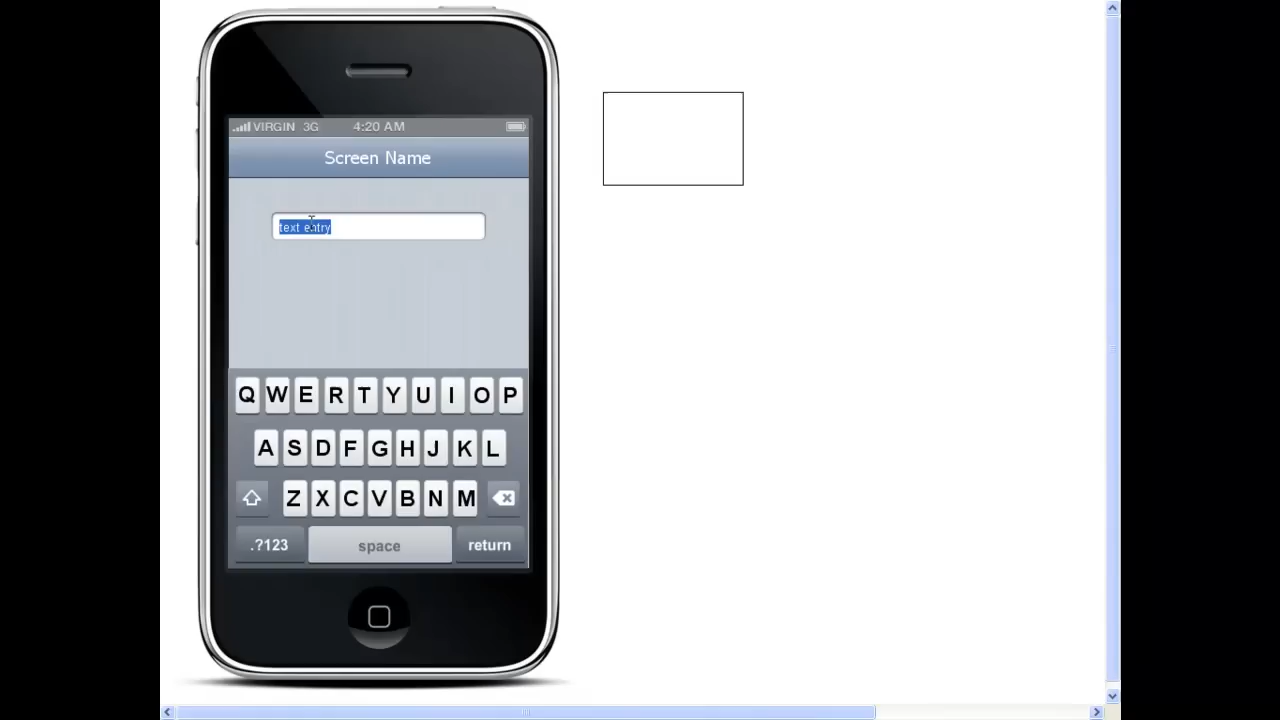 VIRGIN 3G 4:20 AM
Screen Name
text entry
Q W E R T Y U I O P
A S D F G H J K L
Z X C V B N M
.?123 space return